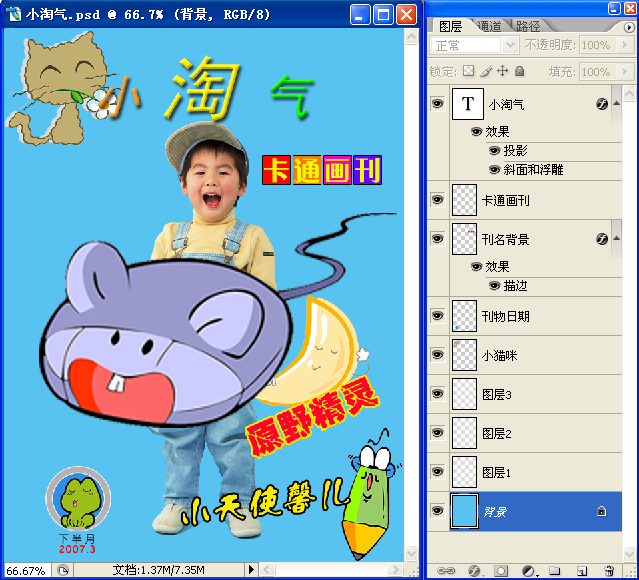 小淘气.psd @ 66.7% (背景, RGB/8)
小淘气
卡通画刊
原野精灵
小天使馨儿
下半月
2007.3
66.67%
文档:1.37M/7.35M
图层 通道 路径
正常 不透明度: 100%
锁定: 填充: 100%
T 小淘气
效果
投影
斜面和浮雕
卡通画刊
刊名背景
效果
描边
刊物日期
小猫咪
图层3
图层2
图层1
背景